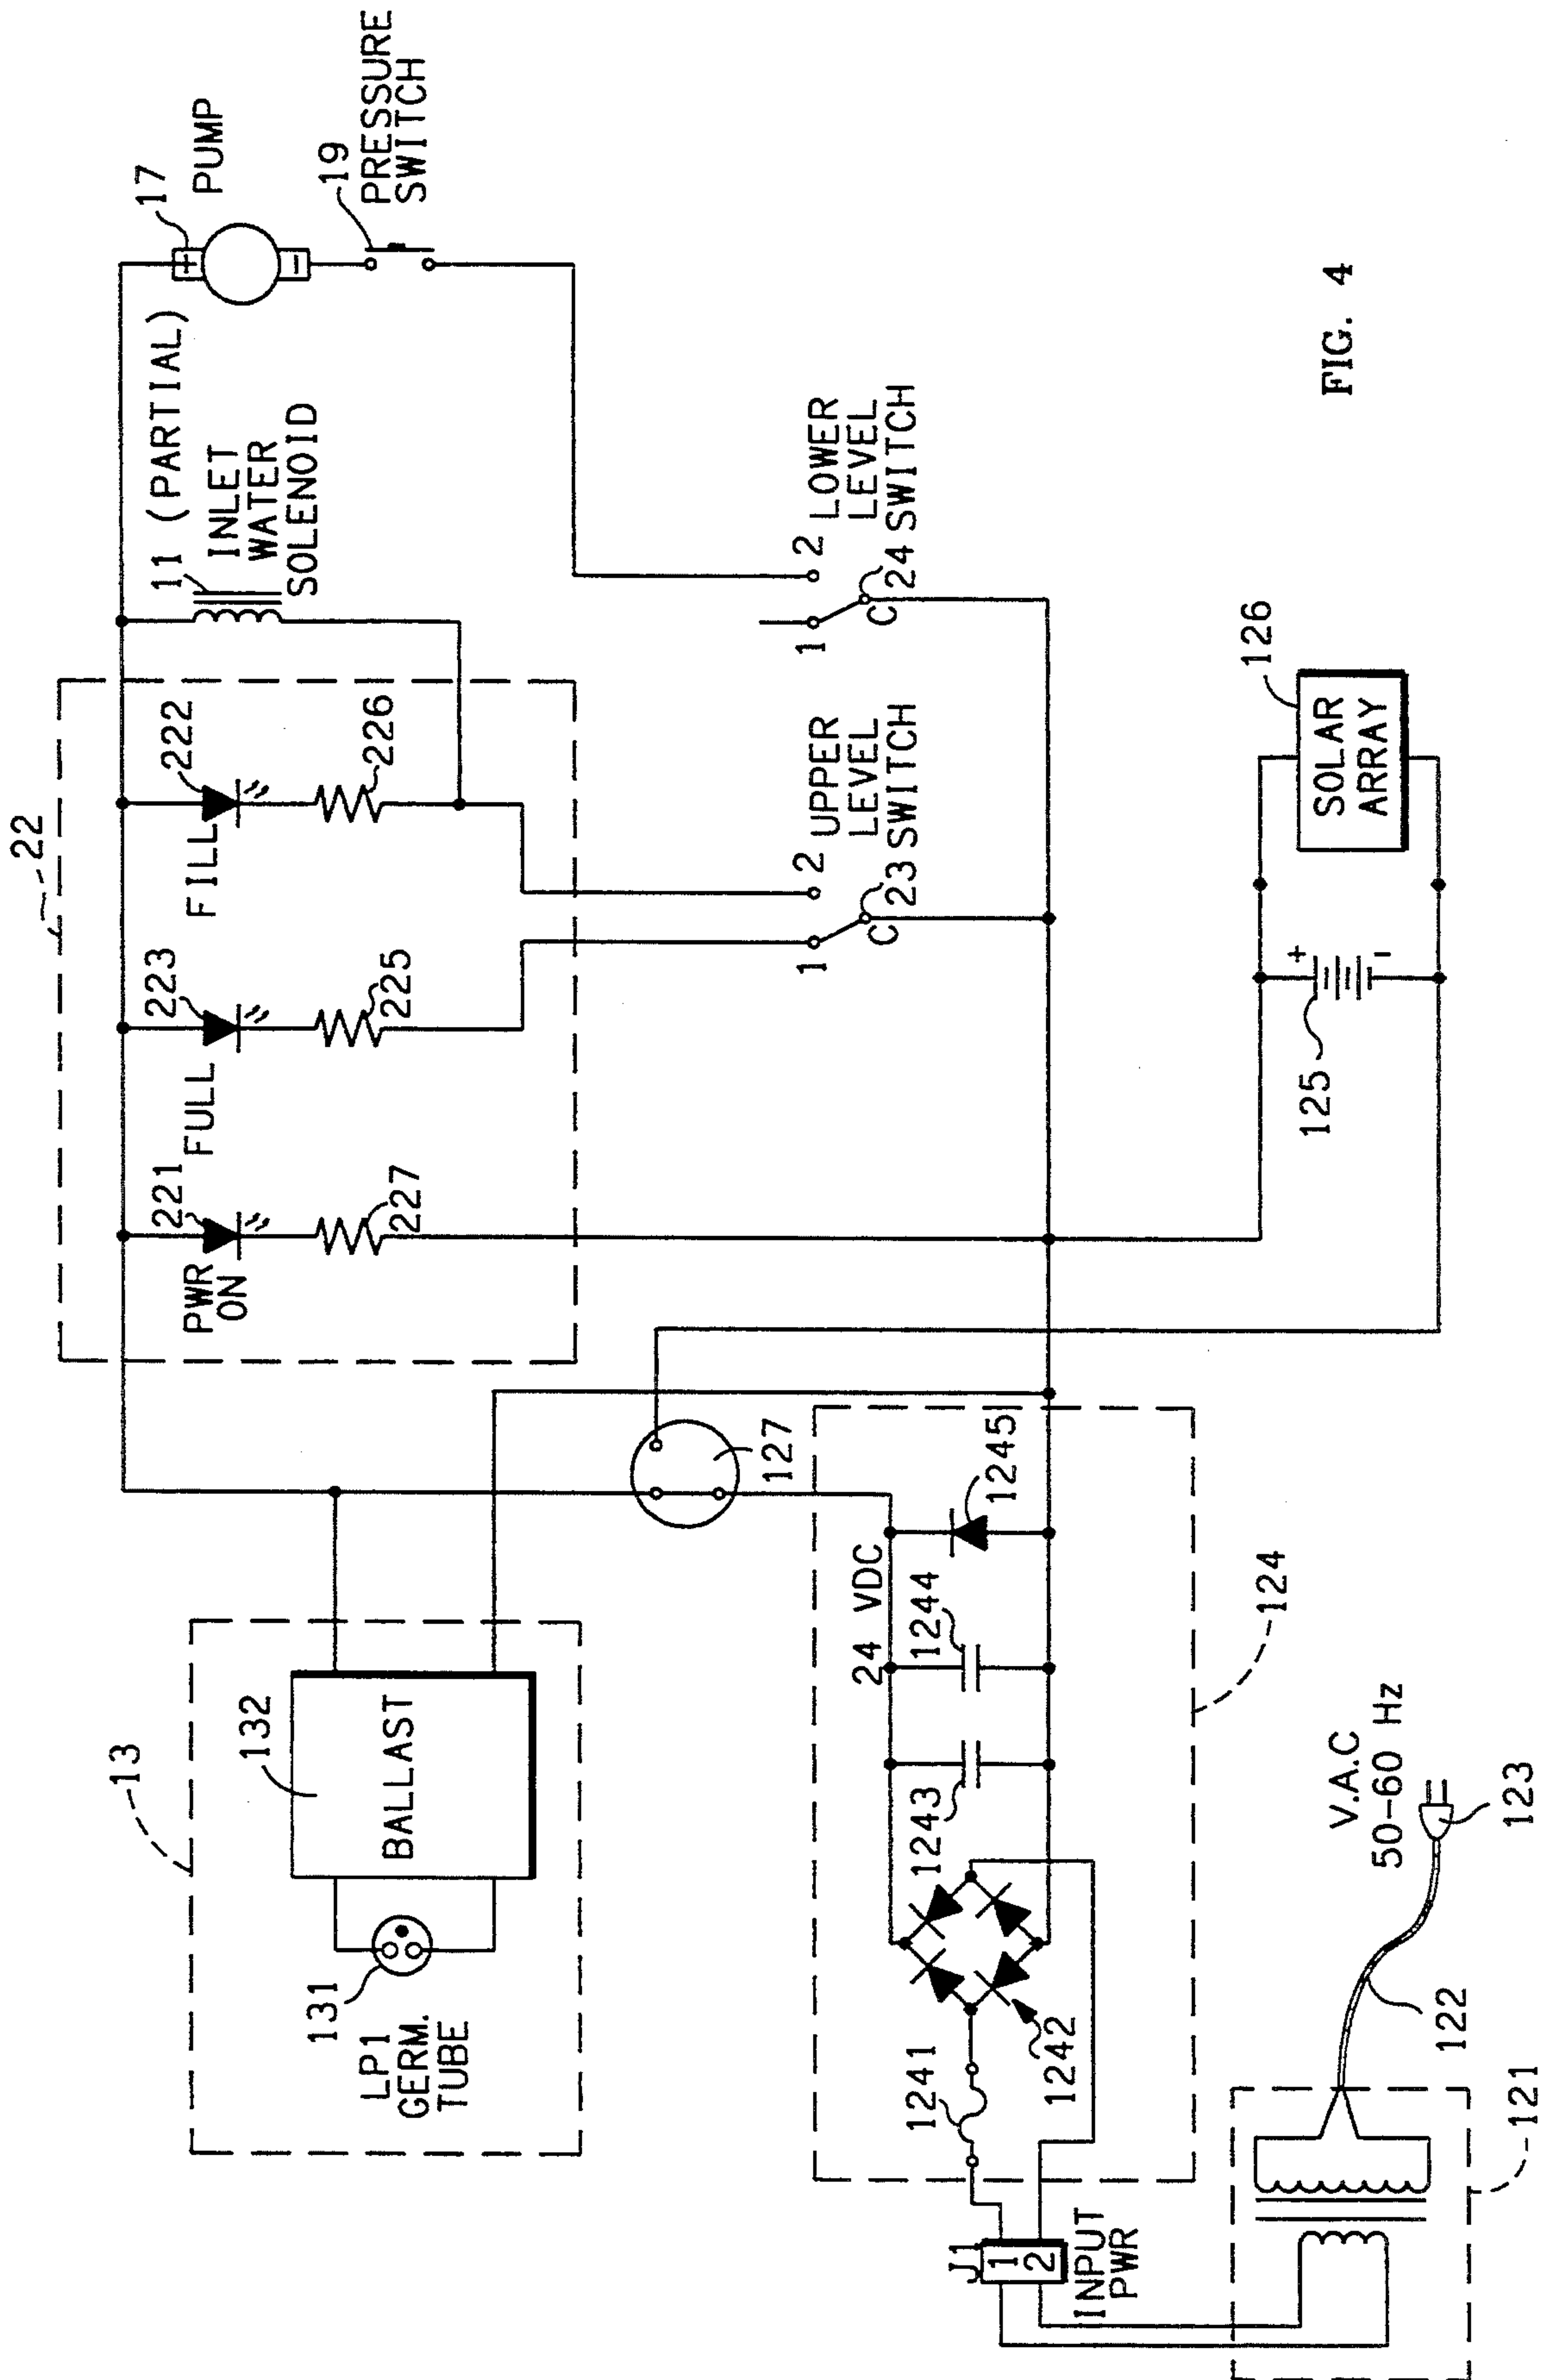 22
13
132
BALLAST
131
LP1
GERM.
TUBE
PWR
ON
221
227
FULL
223
225
FILL
222
226
11 (PARTIAL)
INLET
WATER
SOLENOID
17
PUMP
+
-
19
PRESSURE
SWITCH
127
1
2
C
23
UPPER
LEVEL
SWITCH
1
2
C
24
LOWER
LEVEL
SWITCH
24 VDC
1241
1242
1243
1244
1245
124
J1
1
2
INPUT
PWR
121
122
123
V.A.C
50-60 Hz
125
+
-
126
SOLAR
ARRAY
FIG. 4